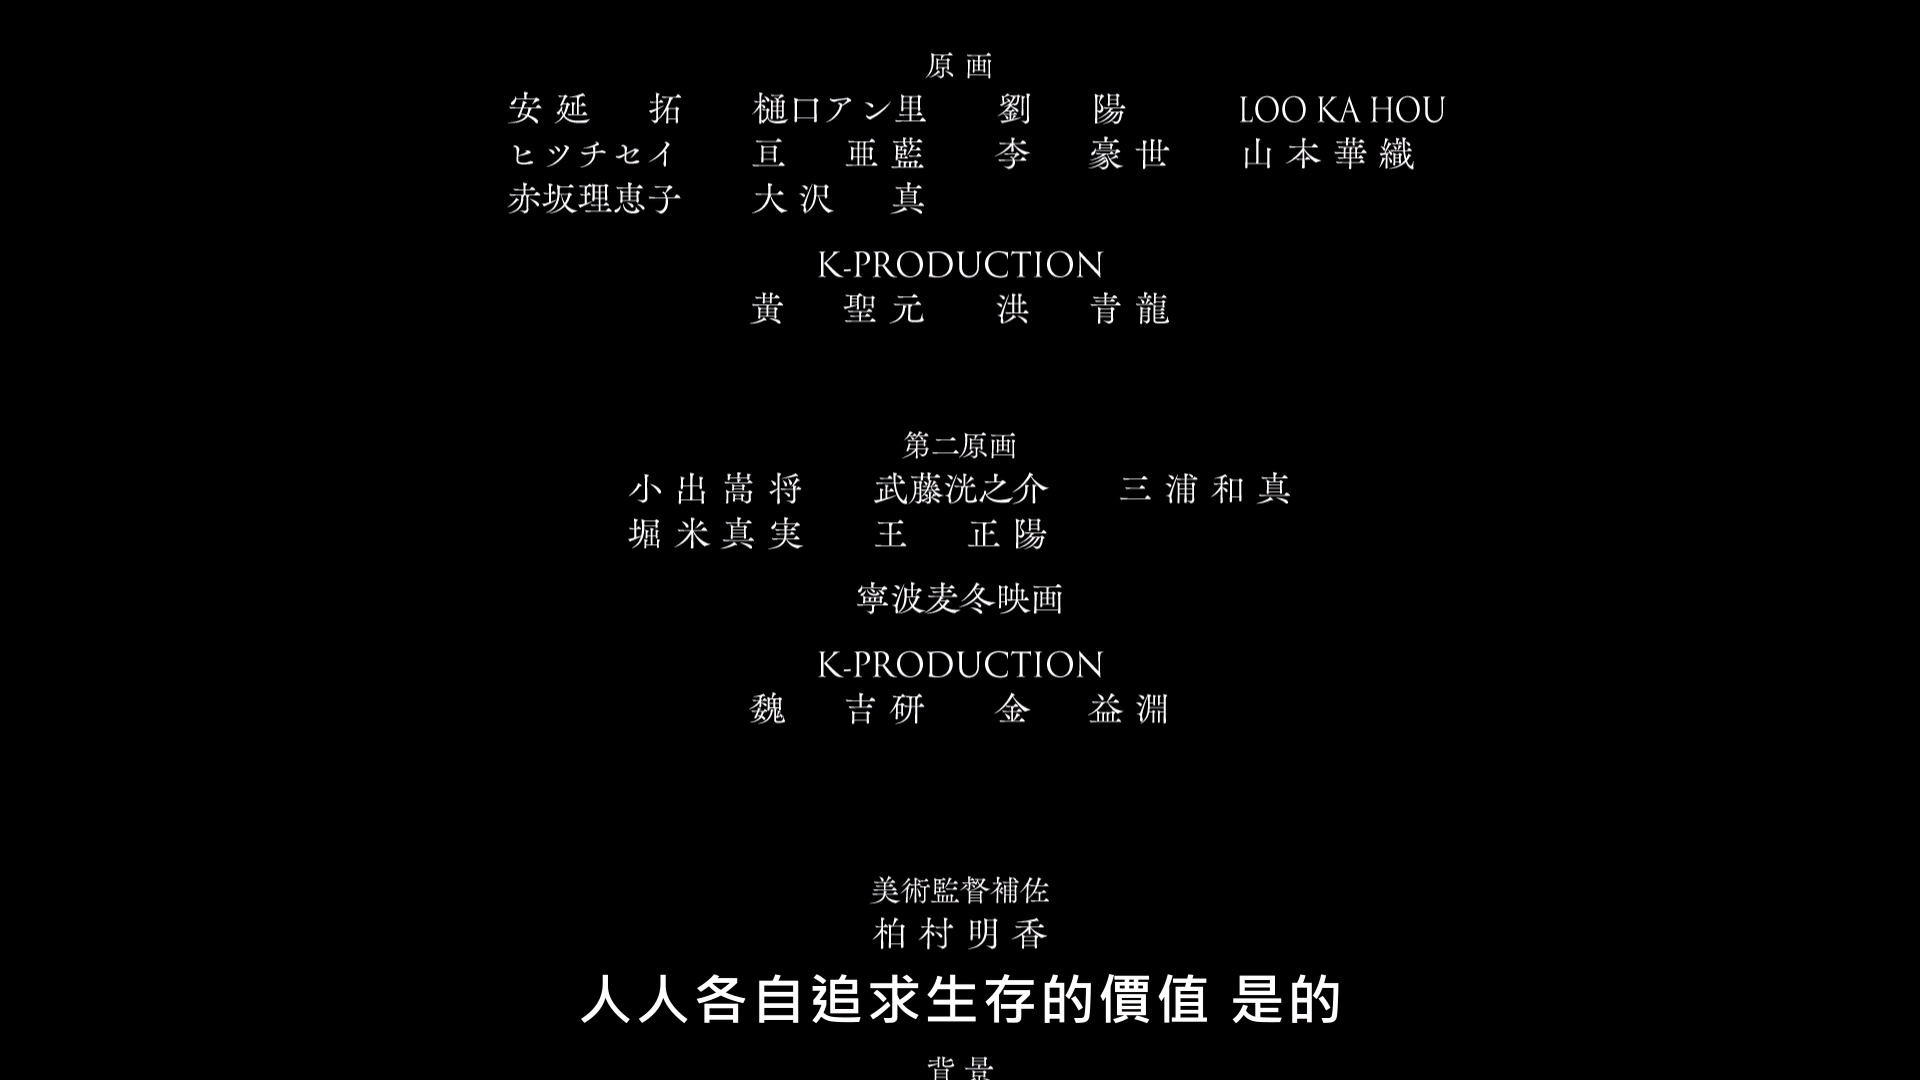 原画
安延 拓 樋口アン里 劉 陽 LOO KA HOU
ヒツチセイ 亘 亜藍 李 豪世 山本華織
赤坂理恵子 大沢 真
K-PRODUCTION
黃 聖元 洪 青龍
第二原画
小出嵩将 武藤洸之介 三浦和真
堀米真実 王 正陽
寧波麦冬映画
K-PRODUCTION
魏 吉研 金 益淵
美術監督補佐
柏村明香
人人各自追求生存的價值 是的
背景